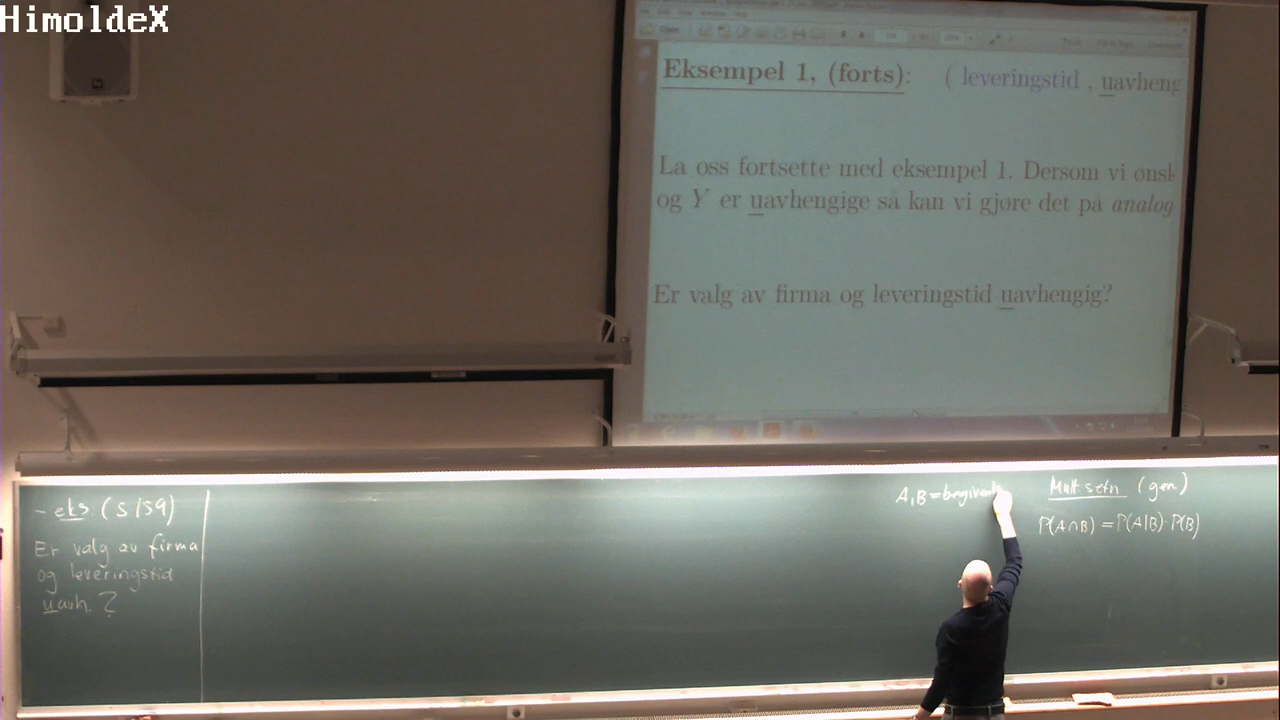 HimoldeX
Eksempel 1, (forts): ( leveringstid , uavheng
La oss fortsette med eksempel 1. Dersom vi ønsk
og Y er uavhengige så kan vi gjøre det på analog
Er valg av firma og leveringstid uavhengig?
- eks. (s 159)
Er valg av firma
og leveringstid
uavh. ?
A,B = begiven
Mult setn (gen)
P(A∩B) = P(A|B)·P(B)